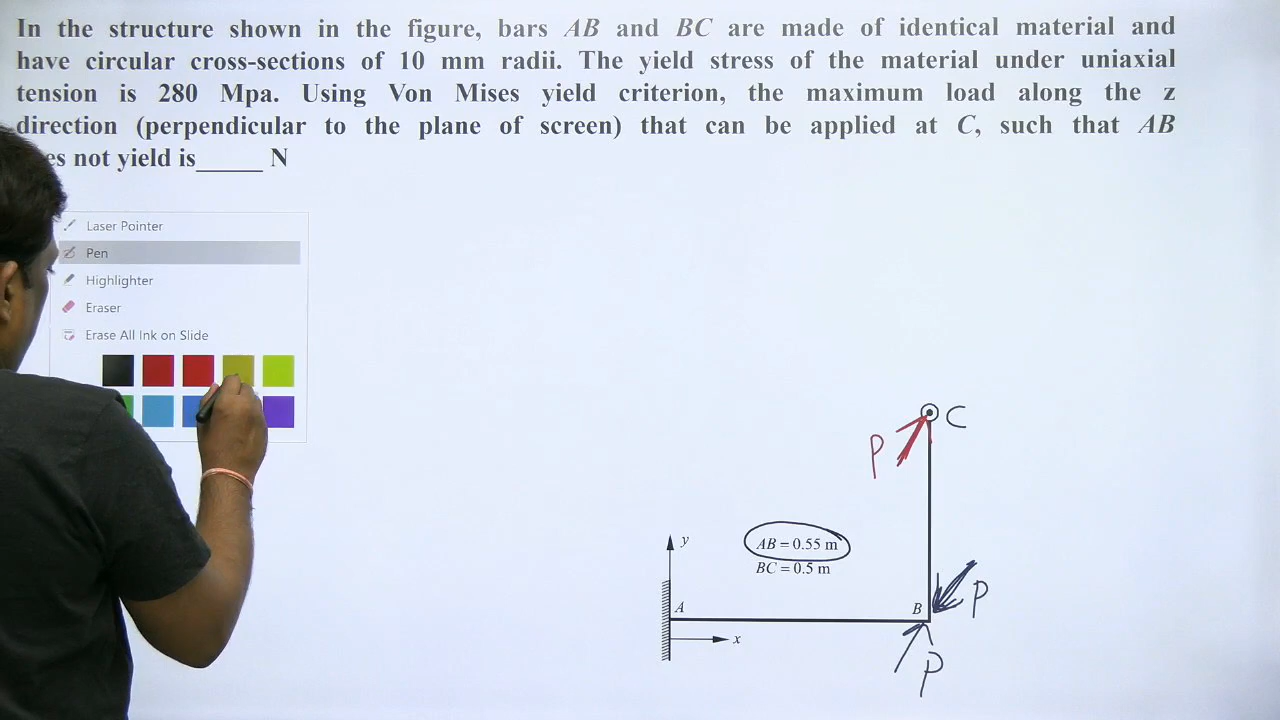 In the structure shown in the figure, bars AB and BC are made of identical material and
have circular cross-sections of 10 mm radii. The yield stress of the material under uniaxial
tension is 280 Mpa. Using Von Mises yield criterion, the maximum load along the z
direction (perpendicular to the plane of screen) that can be applied at C, such that AB
es not yield is_____ N
Laser Pointer
Pen
Highlighter
Eraser
Erase All Ink on Slide
C
P
y
AB = 0.55 m
BC = 0.5 m
A
B
P
x
P